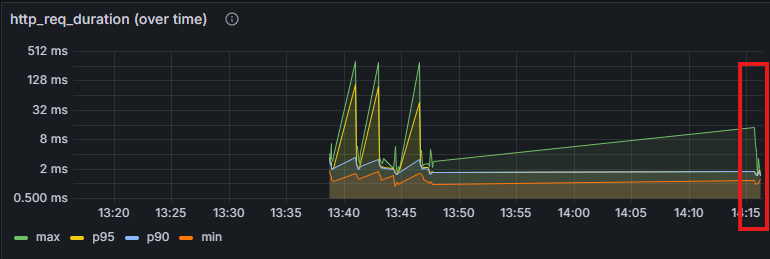 http_req_duration (over time)
512 ms
128 ms
32 ms
8 ms
2 ms
0.500 ms
13:20 13:25 13:30 13:35 13:40 13:45 13:50 13:55 14:00 14:05 14:10 14:15
max p95 p90 min